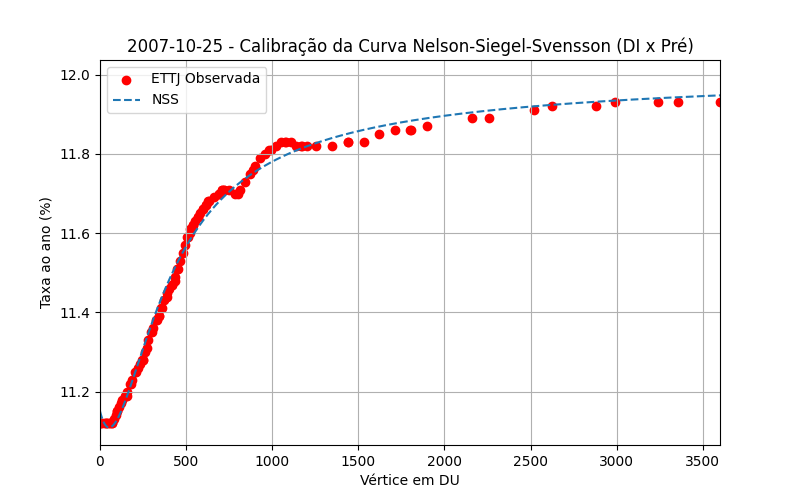 2007-10-25 - Calibração da Curva Nelson-Siegel-Svensson (DI x Pré)
ETTJ Observada
NSS
Taxa ao ano (%)
12.0
11.8
11.6
11.4
11.2
0 500 1000 1500 2000 2500 3000 3500
Vértice em DU